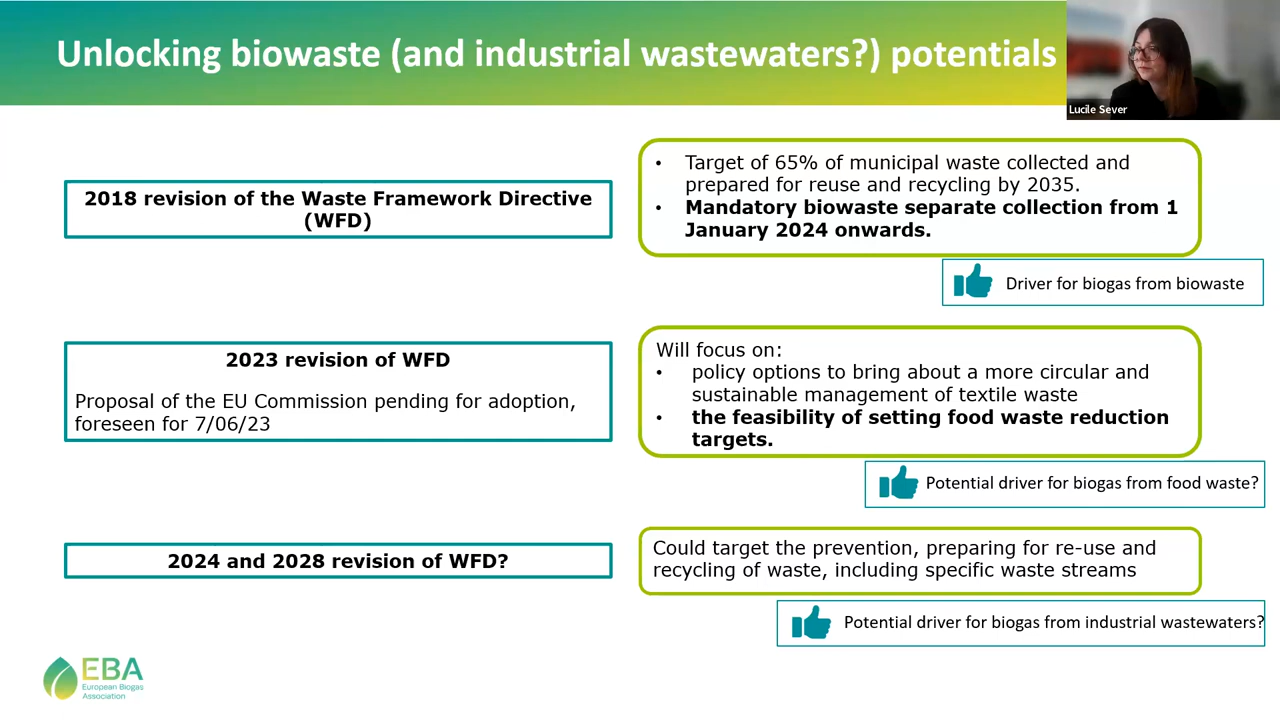 Unlocking biowaste (and industrial wastewaters?) potentials
Lucile Sever
2018 revision of the Waste Framework Directive
(WFD)
• Target of 65% of municipal waste collected and
prepared for reuse and recycling by 2035.
• Mandatory biowaste separate collection from 1
January 2024 onwards.
Driver for biogas from biowaste
2023 revision of WFD
Proposal of the EU Commission pending for adoption,
foreseen for 7/06/23
Will focus on:
• policy options to bring about a more circular and
sustainable management of textile waste
• the feasibility of setting food waste reduction
targets.
Potential driver for biogas from food waste?
2024 and 2028 revision of WFD?
Could target the prevention, preparing for re-use and
recycling of waste, including specific waste streams
Potential driver for biogas from industrial wastewaters?
EBA
European Biogas
Association